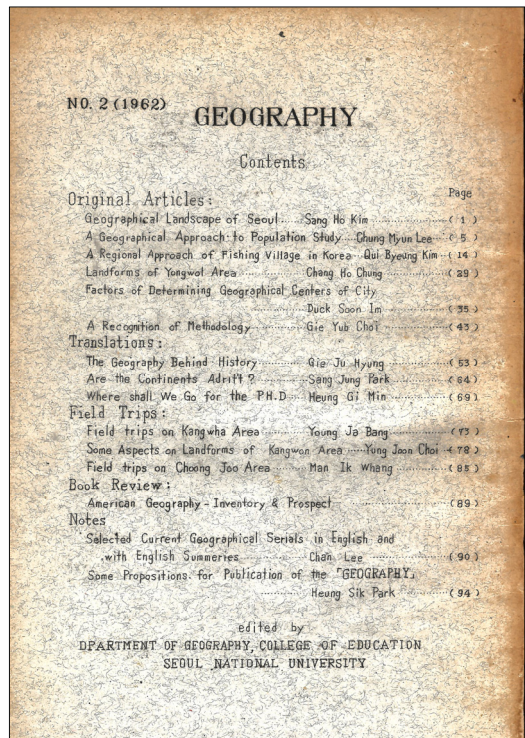 NO. 2 (1962)
GEOGRAPHY
Contents
Page
Original Articles:
Geographical Landscape of Seoul Sang Ho Kim ( 1 )
A Geographical Approach to Population Study Chung Myun Lee ( 5 )
A Regional Approach of Fishing Village in Korea Qui Byeung Kim ( 14 )
Landforms of Yongwol Area Chang Ho Chung ( 29 )
Factors of Determining Geographical Centers of City
Duck Soon Im ( 35 )
A Recognition of Methodology Gie Yub Choi ( 43 )
Translations:
The Geography Behind History Gie Ju Hyung ( 53 )
Are the Continents Adrift? Sang Jung Park ( 64 )
Where shall We Go for the PH.D Heung Gi Min ( 69 )
Field Trips:
Field trips on Kangwha Area Young Ja Bang ( 73 )
Some Aspects on Landforms of Kangwon Area Yung Joon Choi ( 78 )
Field trips on Choong Joo Area Man Ik Whang ( 85 )
Book Review:
American Geography - Inventory & Prospect ( 89 )
Notes
Selected Current Geographical Serials in English and
with English Summeries Chan Lee ( 90 )
Some Propositions for Publication of the 「GEOGRAPHY」
Heung Sik Park ( 94 )
edited by
DPARTMENT OF GEOGRAPHY, COLLEGE OF EDUCATION
SEOUL NATIONAL UNIVERSITY